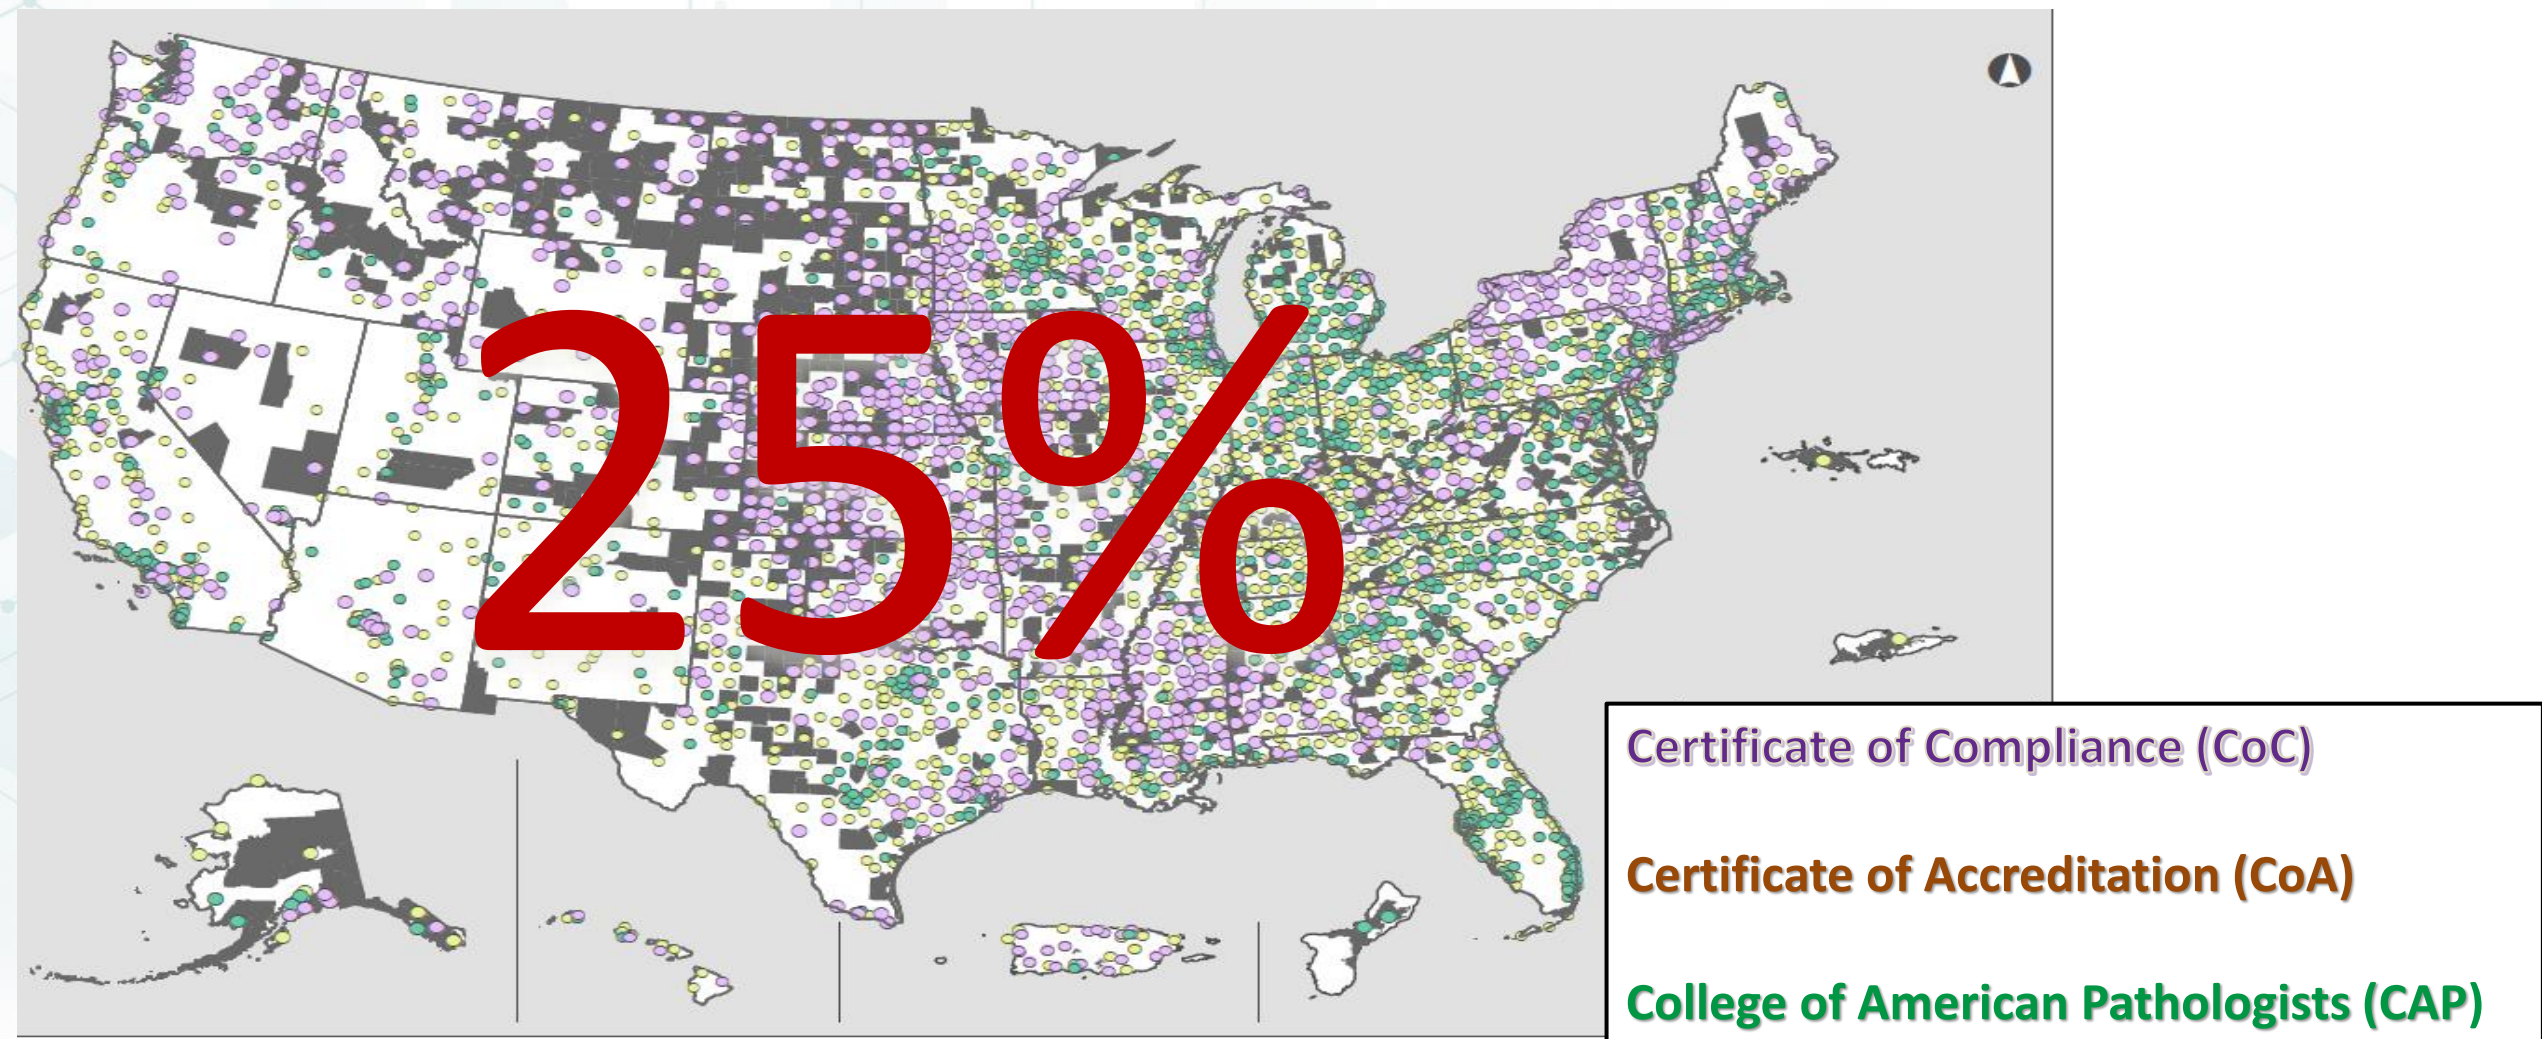 25%
Certificate of Compliance (CoC)
Certificate of Accreditation (CoA)
College of American Pathologists (CAP)